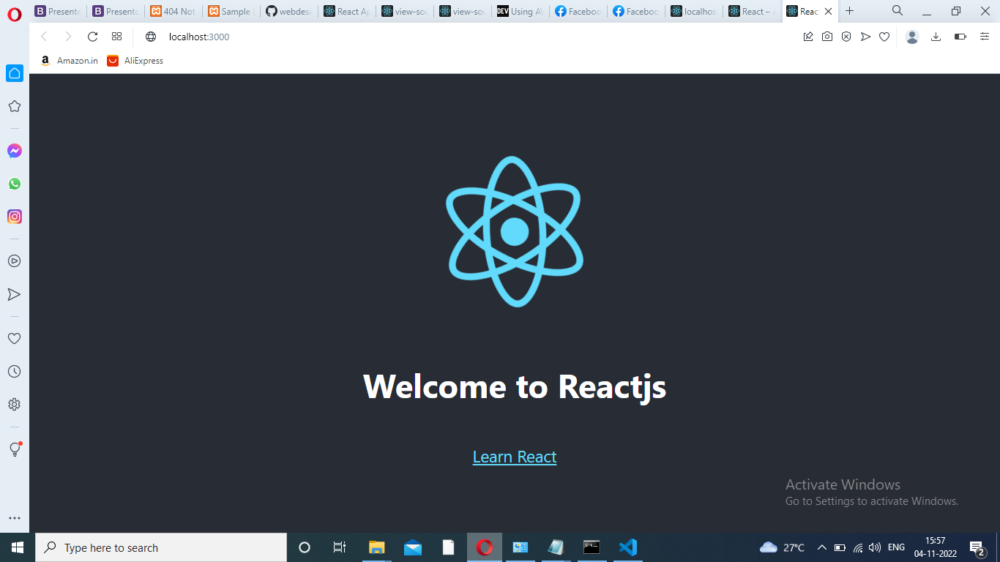 Presento
Presento
404 Not
Sample
webdesi
React Ap
view-sou
view-sou
DEV Using
Faceboo
Faceboo
localhos
React –
Reac
localhost:3000
Amazon.in
AliExpress
Welcome to Reactjs
Learn React
Activate Windows
Go to Settings to activate Windows.
Type here to search
27°C
ENG
15:57
04-11-2022
2